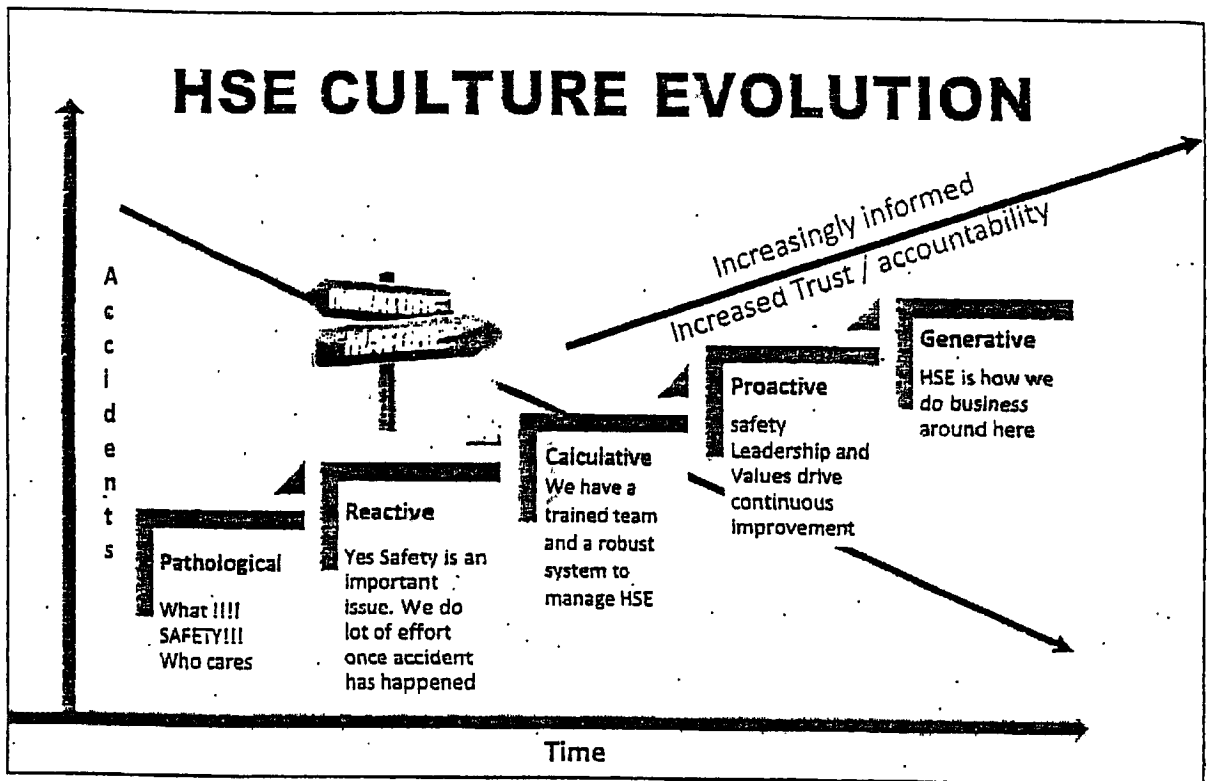 HSE CULTURE EVOLUTION
Accidents
Increasingly informed
Increased Trust / accountability
Pathological
What !!!!
SAFETY!!!
Who cares
Reactive
Yes Safety is an
important
issue. We do
lot of effort
once accident
has happened
Calculative
We have a
trained team
and a robust
system to
manage HSE
Proactive
safety
Leadership and
Values drive
continuous
improvement
Generative
HSE is how we
do business
around here
Time